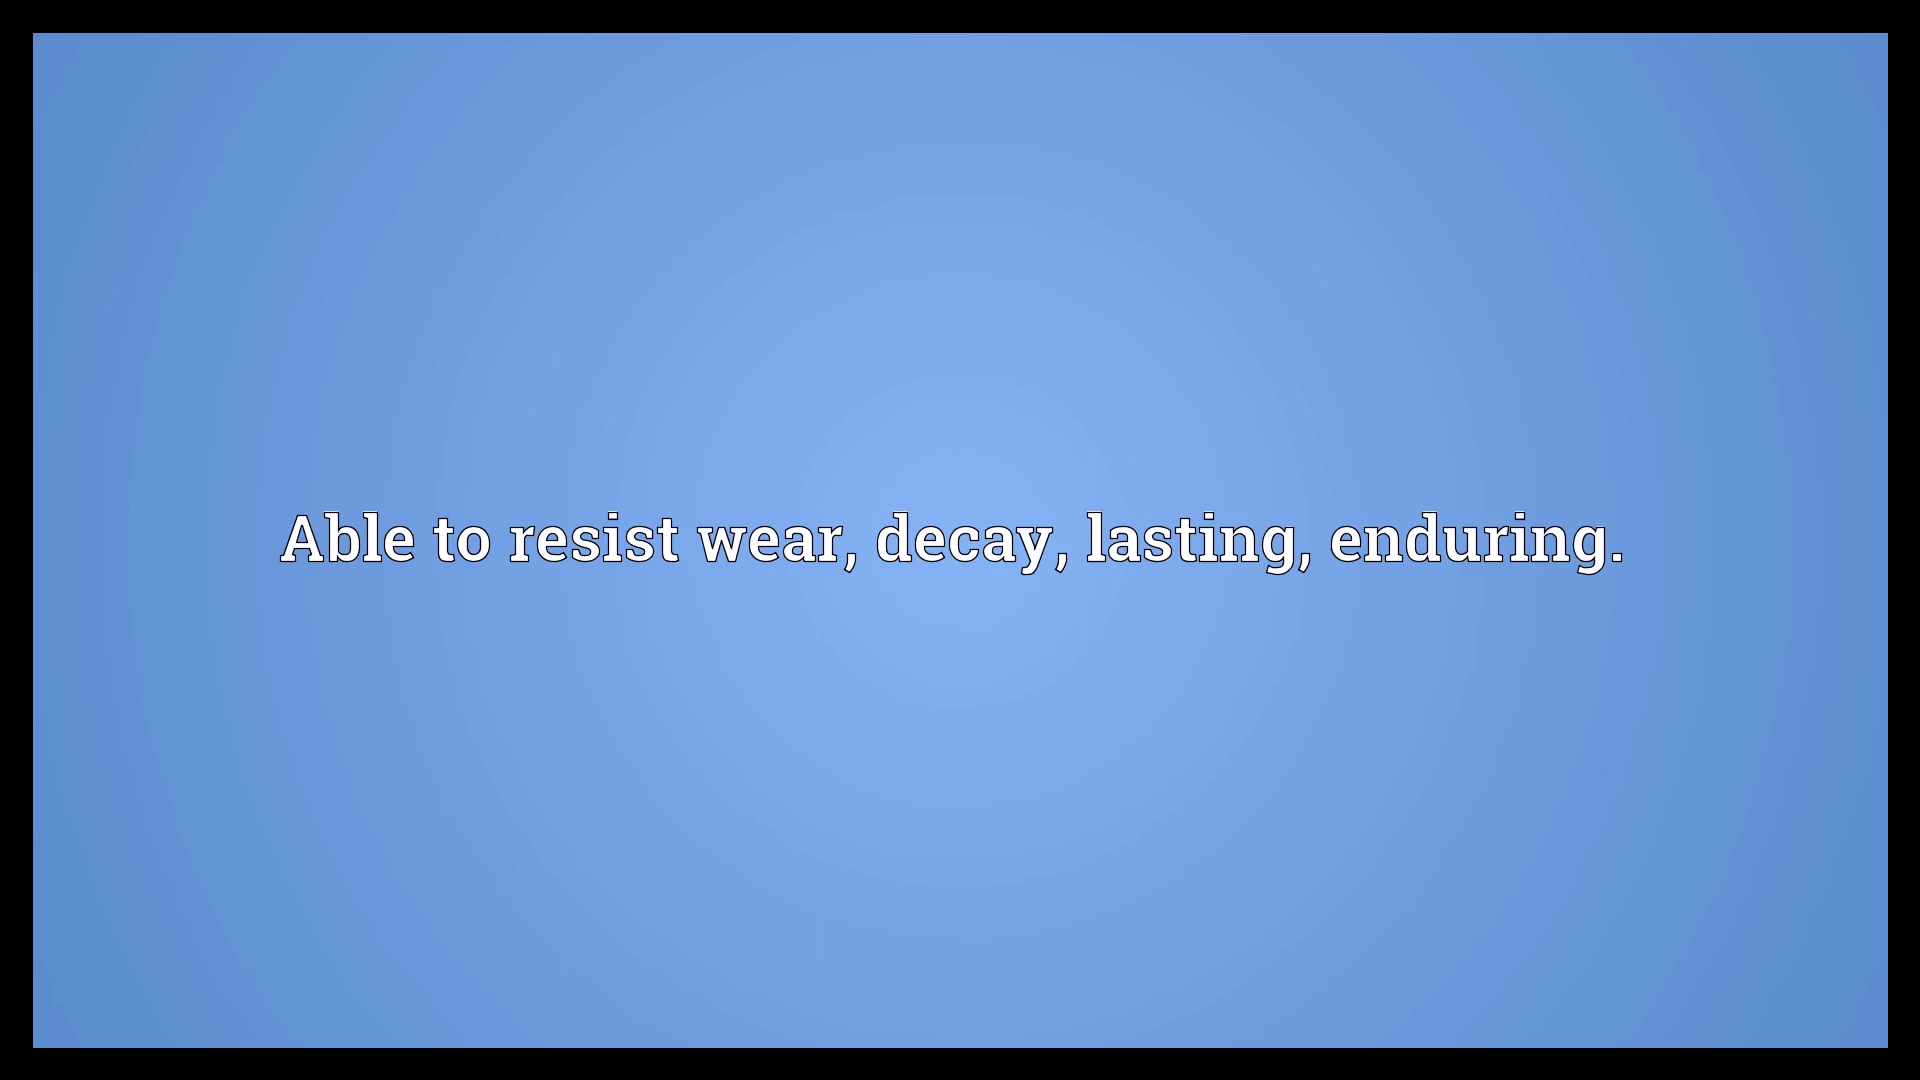 Able to resist wear, decay, lasting, enduring.